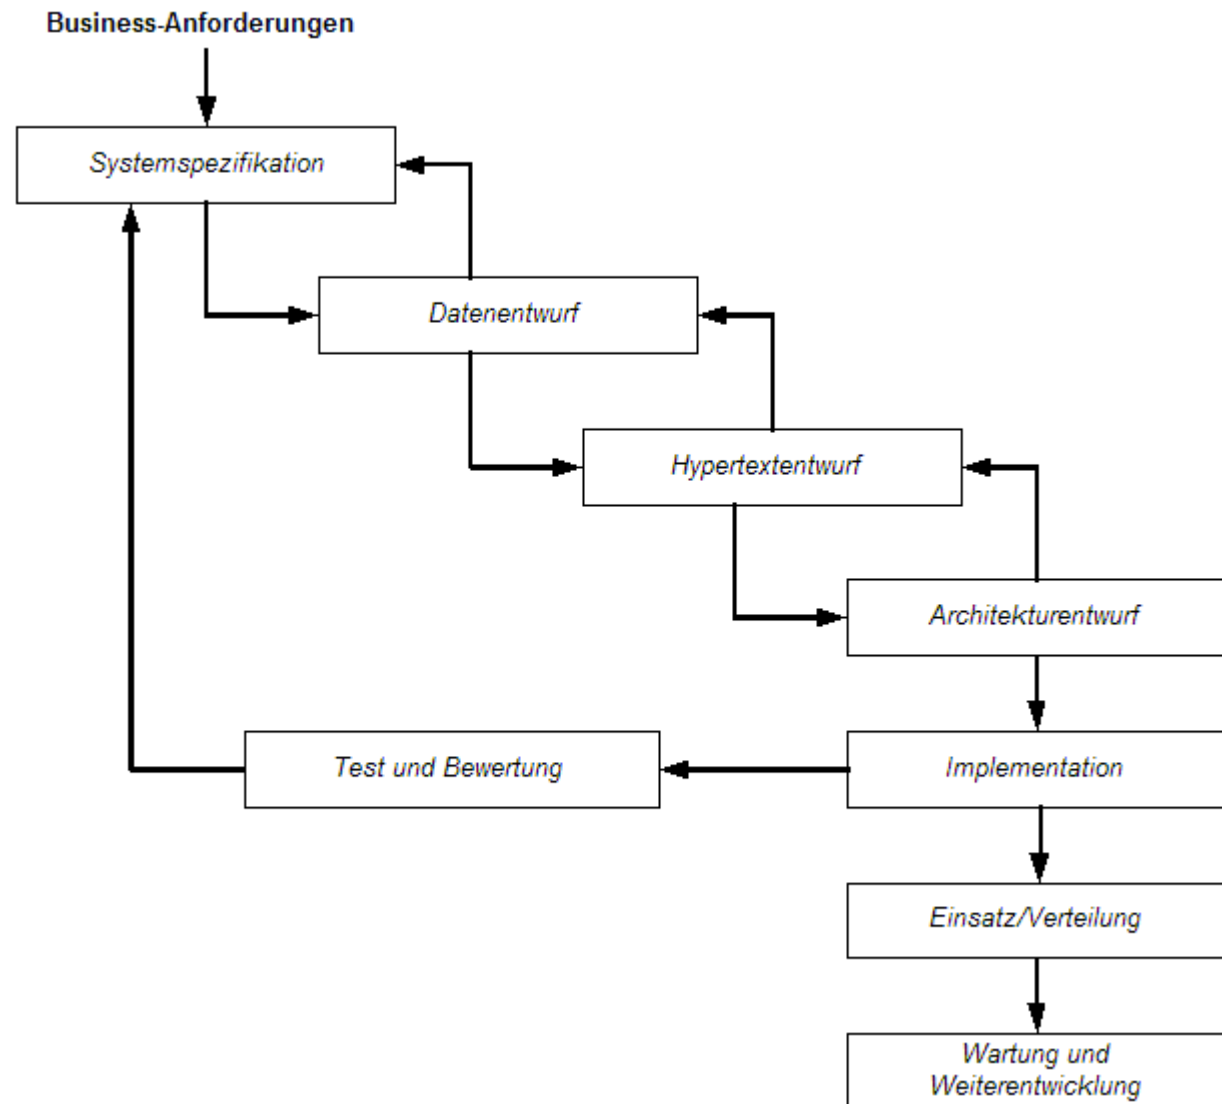 Business-Anforderungen
Systemspezifikation
Datenentwurf
Hypertextentwurf
Architekturentwurf
Test und Bewertung
Implementation
Einsatz/Verteilung
Wartung und
Weiterentwicklung